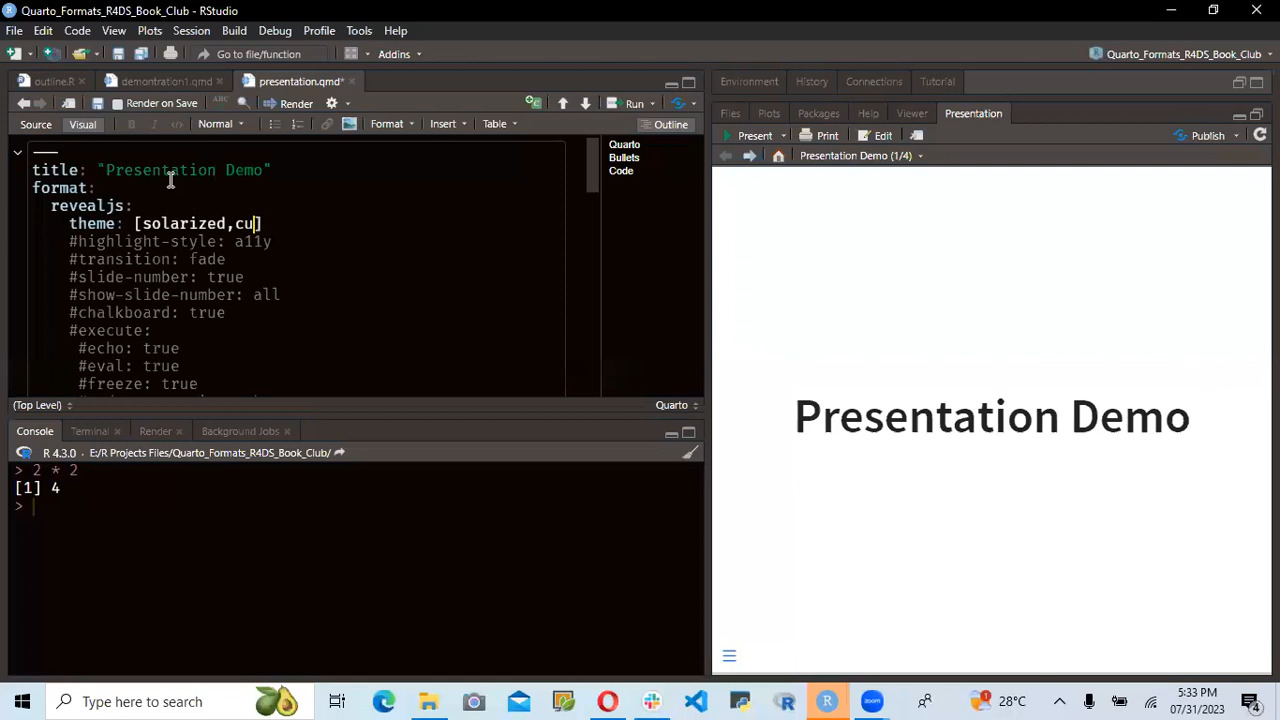 Quarto_Formats_R4DS_Book_Club - RStudio
File Edit Code View Plots Session Build Debug Profile Tools Help
Go to file/function Addins Quarto_Formats_R4DS_Book_Club
outline.R demontration1.qmd presentation.qmd*
Environment History Connections Tutorial
Render on Save ABC Render Run
Files Plots Packages Help Viewer Presentation
Source Visual B I Normal Format Insert Table Outline
Present Print Edit Publish
Presentation Demo (1/4)
title: "Presentation Demo"
format:
revealjs:
theme: [solarized,cu]
#highlight-style: a11y
#transition: fade
#slide-number: true
#show-slide-number: all
#chalkboard: true
#execute:
#echo: true
#eval: true
#freeze: true
Quarto
Bullets
Code
(Top Level) Quarto
Presentation Demo
Console Terminal Render Background Jobs
R 4.3.0 · E:/R Projects Files/Quarto_Formats_R4DS_Book_Club/
> 2 * 2
[1] 4
>
Type here to search
zoom
28°C
5:33 PM
07/31/2023
4